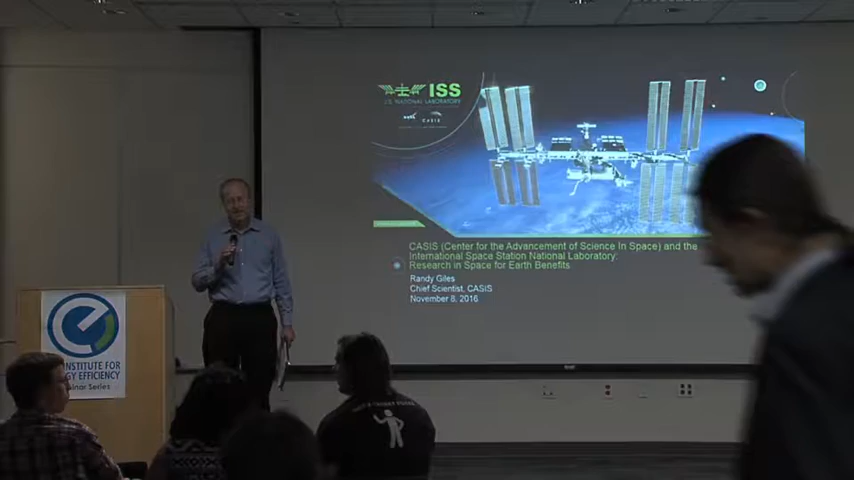 ISS
U.S. NATIONAL LABORATORY
CASIS
CASIS (Center for the Advancement of Science In Space) and the
International Space Station National Laboratory:
Research in Space for Earth Benefits
Randy Giles
Chief Scientist, CASIS
November 8, 2016
e
INSTITUTE FOR
GY EFFICIENCY
inar Series